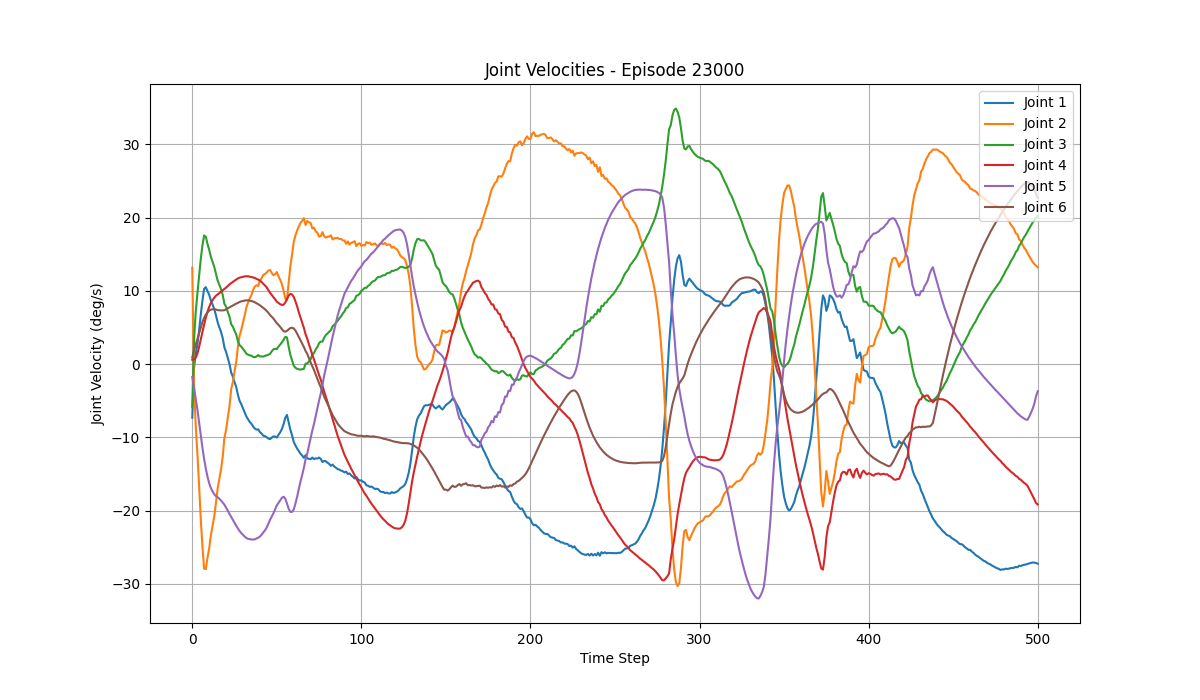 Joint Velocities - Episode 23000
Joint Velocity (deg/s)
30
20
10
0
−10
−20
−30
0 100 200 300 400 500
Time Step
Joint 1
Joint 2
Joint 3
Joint 4
Joint 5
Joint 6